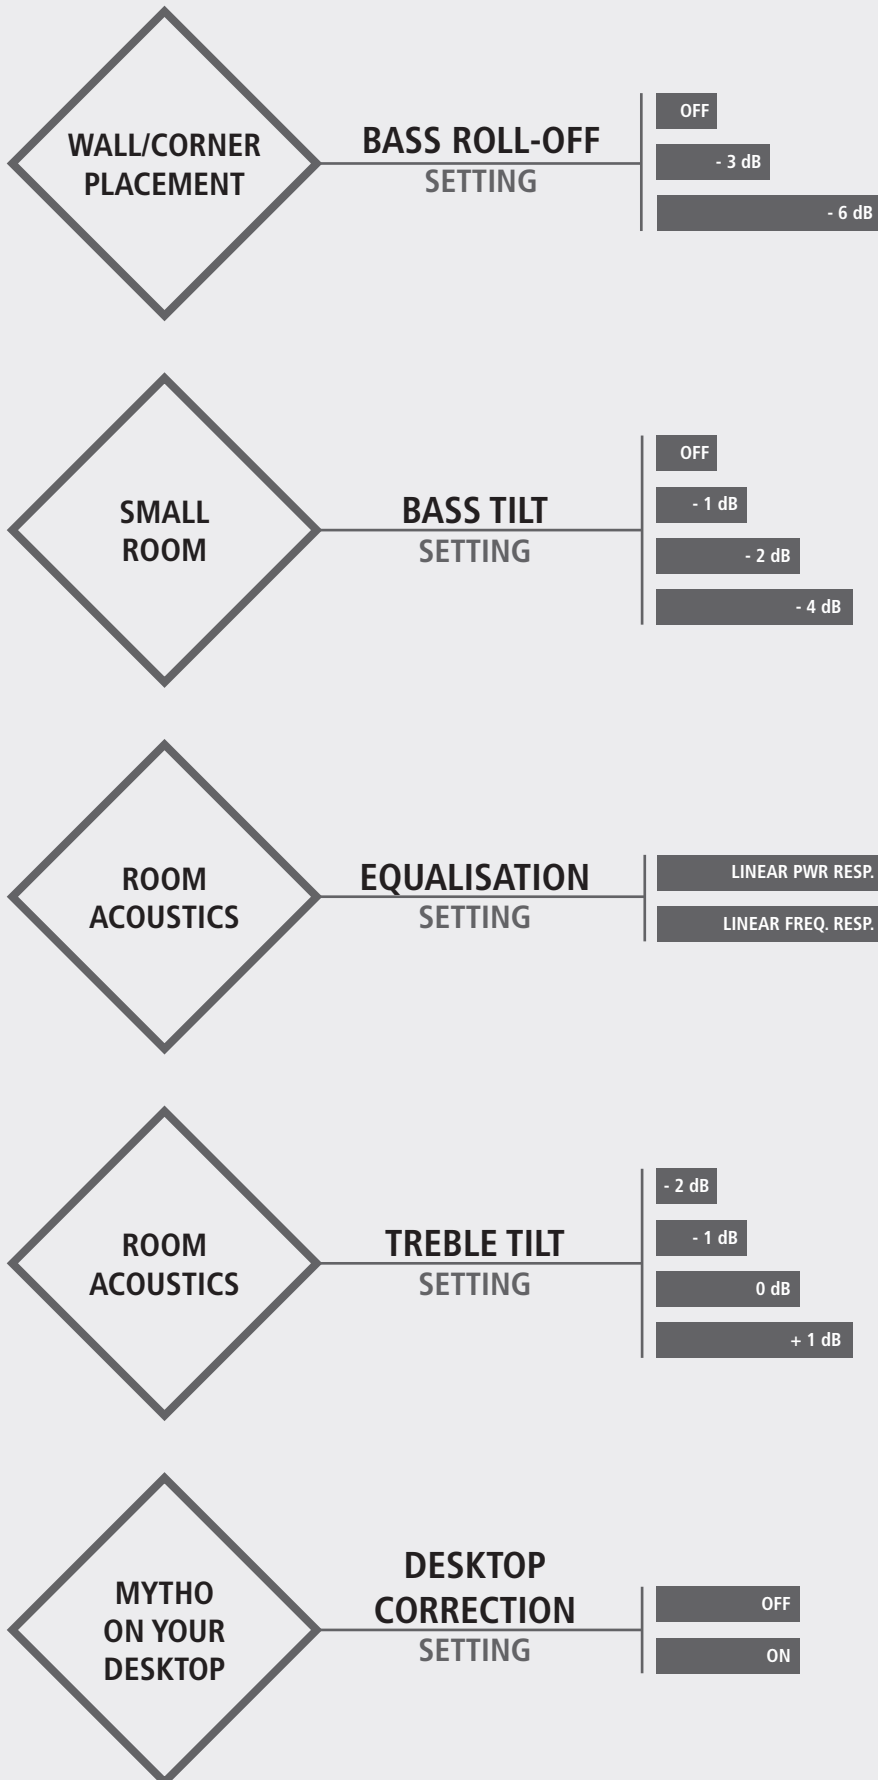 WALL/CORNER
PLACEMENT
BASS ROLL-OFF
SETTING
OFF
- 3 dB
- 6 dB
SMALL
ROOM
BASS TILT
SETTING
OFF
- 1 dB
- 2 dB
- 4 dB
ROOM
ACOUSTICS
EQUALISATION
SETTING
LINEAR PWR RESP.
LINEAR FREQ. RESP.
ROOM
ACOUSTICS
TREBLE TILT
SETTING
- 2 dB
- 1 dB
0 dB
+ 1 dB
MYTHO
ON YOUR
DESKTOP
DESKTOP
CORRECTION
SETTING
OFF
ON